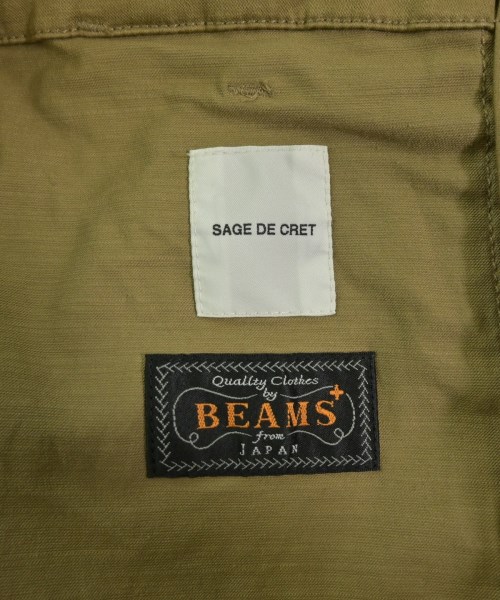 SAGE DE CRET
Quality Clothes
by
BEAMS+
from
JAPAN